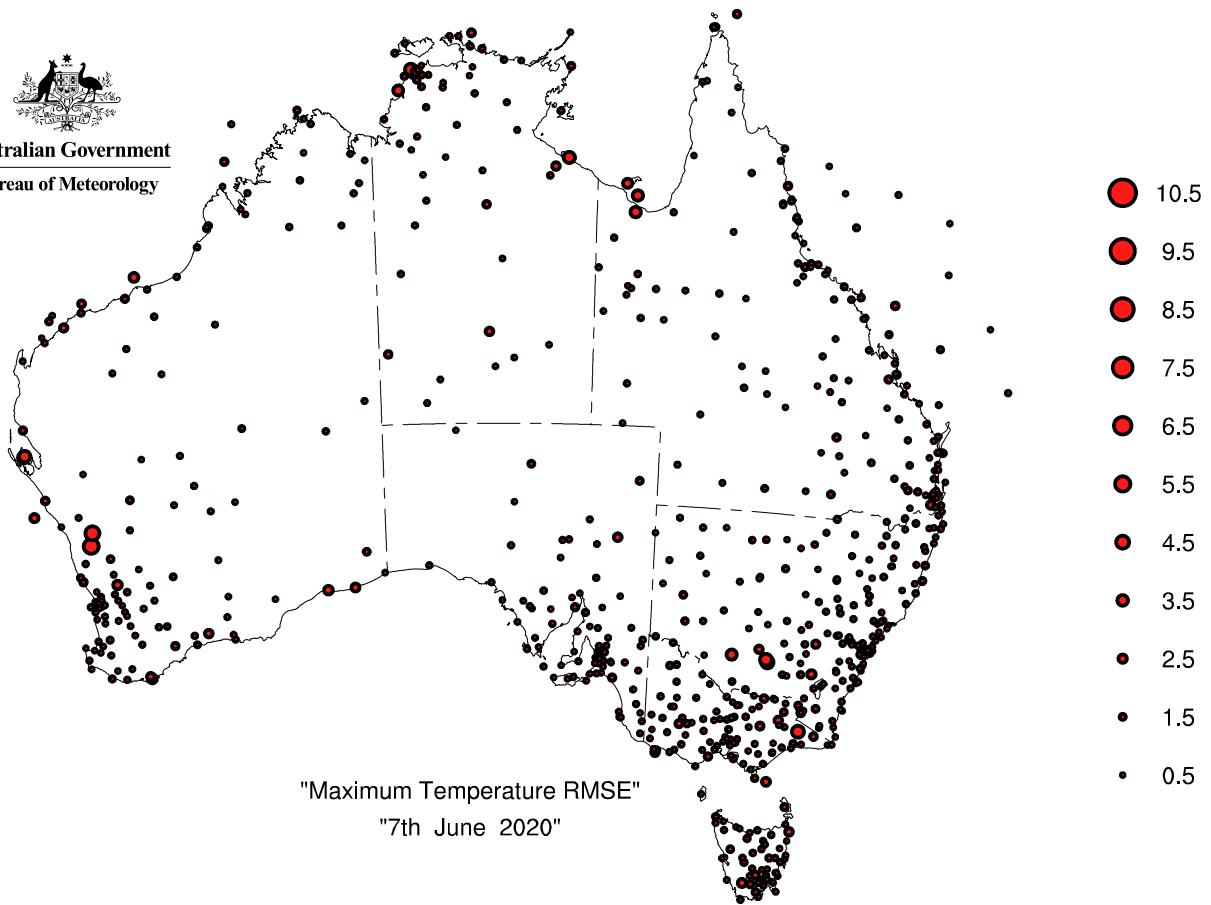 AUSTRALIA
tralian Government
reau of Meteorology
10.5
9.5
8.5
7.5
6.5
5.5
4.5
3.5
2.5
1.5
0.5
"Maximum Temperature RMSE"
"7th June 2020"